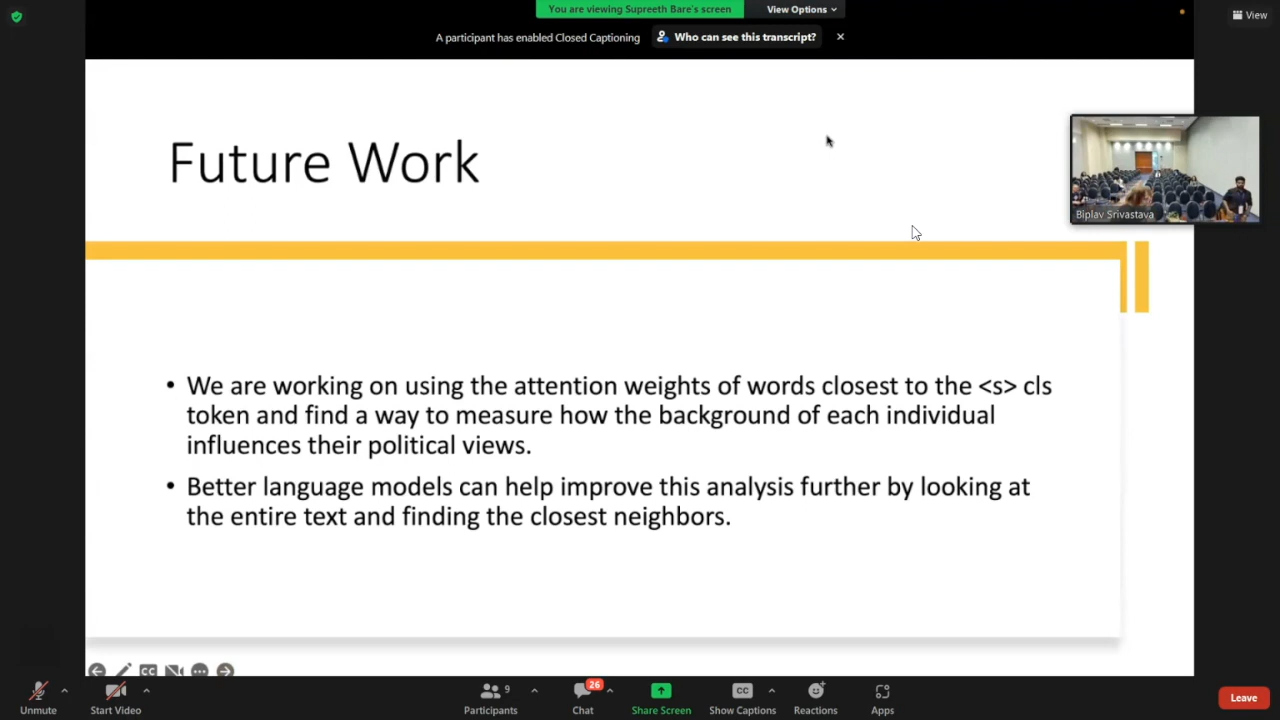 You are viewing Supreeth Bare's screen
View Options
View
A participant has enabled Closed Captioning
Who can see this transcript?
Future Work
Biplav Srivastava
• We are working on using the attention weights of words closest to the <s> cls
token and find a way to measure how the background of each individual
influences their political views.
• Better language models can help improve this analysis further by looking at
the entire text and finding the closest neighbors.
CC
Unmute
Start Video
9
Participants
26
Chat
Share Screen
CC
Show Captions
Reactions
Apps
Leave